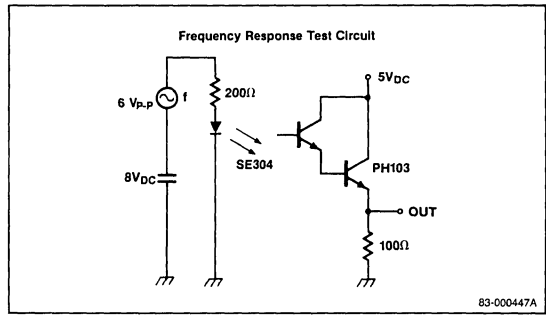 Frequency Response Test Circuit
5VDC
6 VP-P
f
200Ω
SE304
PH103
8VDC
OUT
100Ω
83-000447A